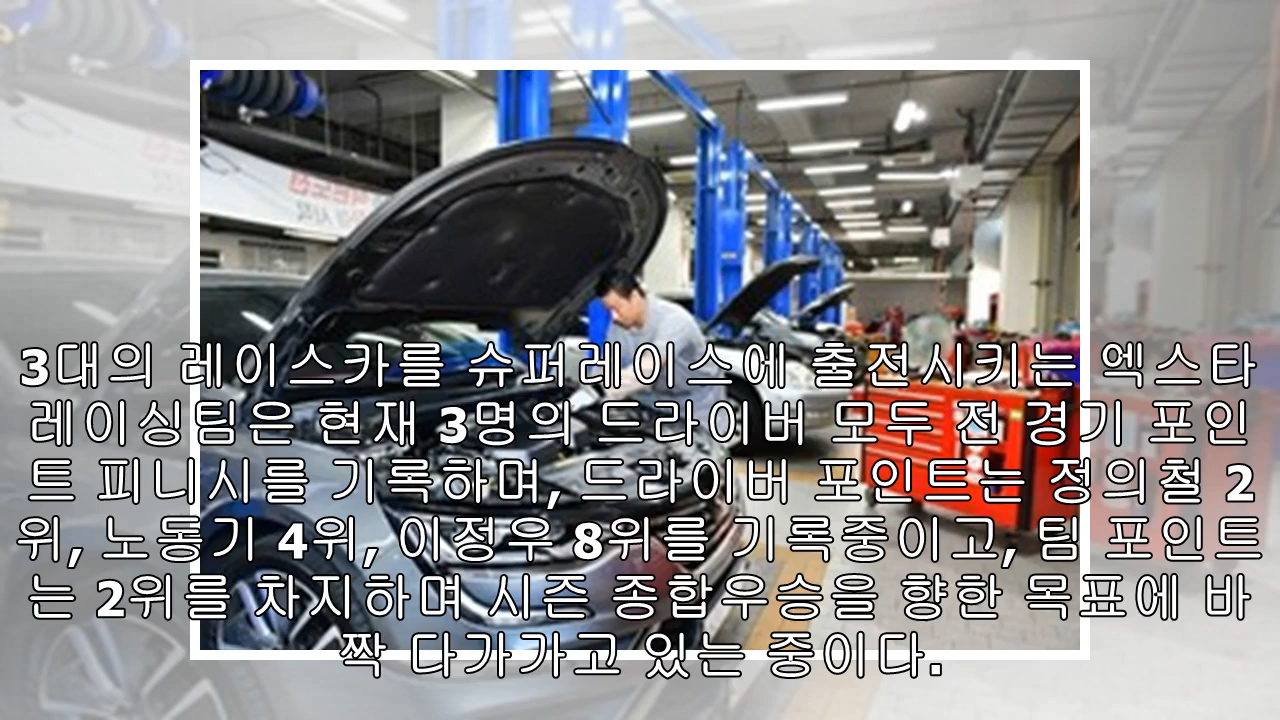 3대의 레이스카를 슈퍼레이스에 출전시키는 엑스타
레이싱팀은 현재 3명의 드라이버 모두 전 경기 포인
트 피니시를 기록하며, 드라이버 포인트는 정의철 2
위, 노동기 4위, 이정우 8위를 기록중이고, 팀 포인트
는 2위를 차지하며 시즌 종합우승을 향한 목표에 바
짝 다가가고 있는 중이다.